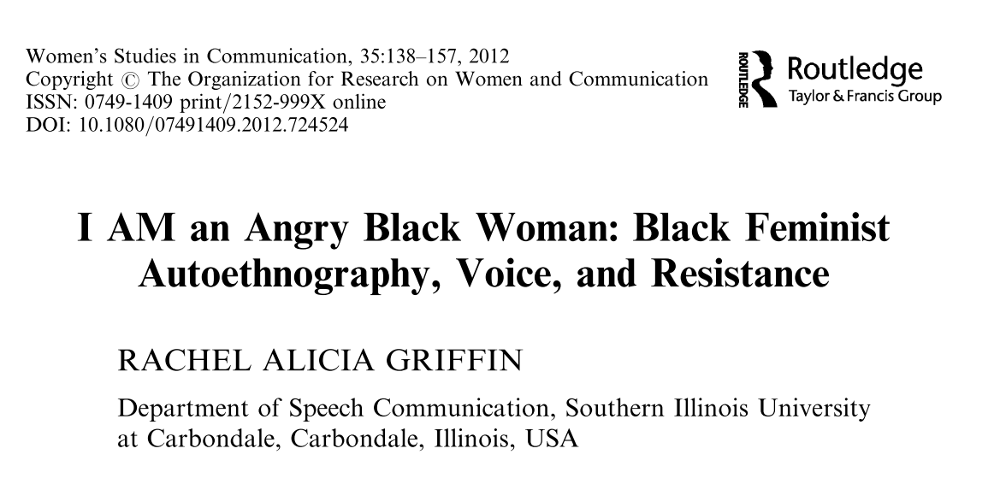 Women's Studies in Communication, 35:138–157, 2012
Copyright © The Organization for Research on Women and Communication
ISSN: 0749-1409 print/2152-999X online
DOI: 10.1080/07491409.2012.724524
ROUTLEDGE
Routledge
Taylor & Francis Group
I AM an Angry Black Woman: Black Feminist
Autoethnography, Voice, and Resistance
RACHEL ALICIA GRIFFIN
Department of Speech Communication, Southern Illinois University
at Carbondale, Carbondale, Illinois, USA